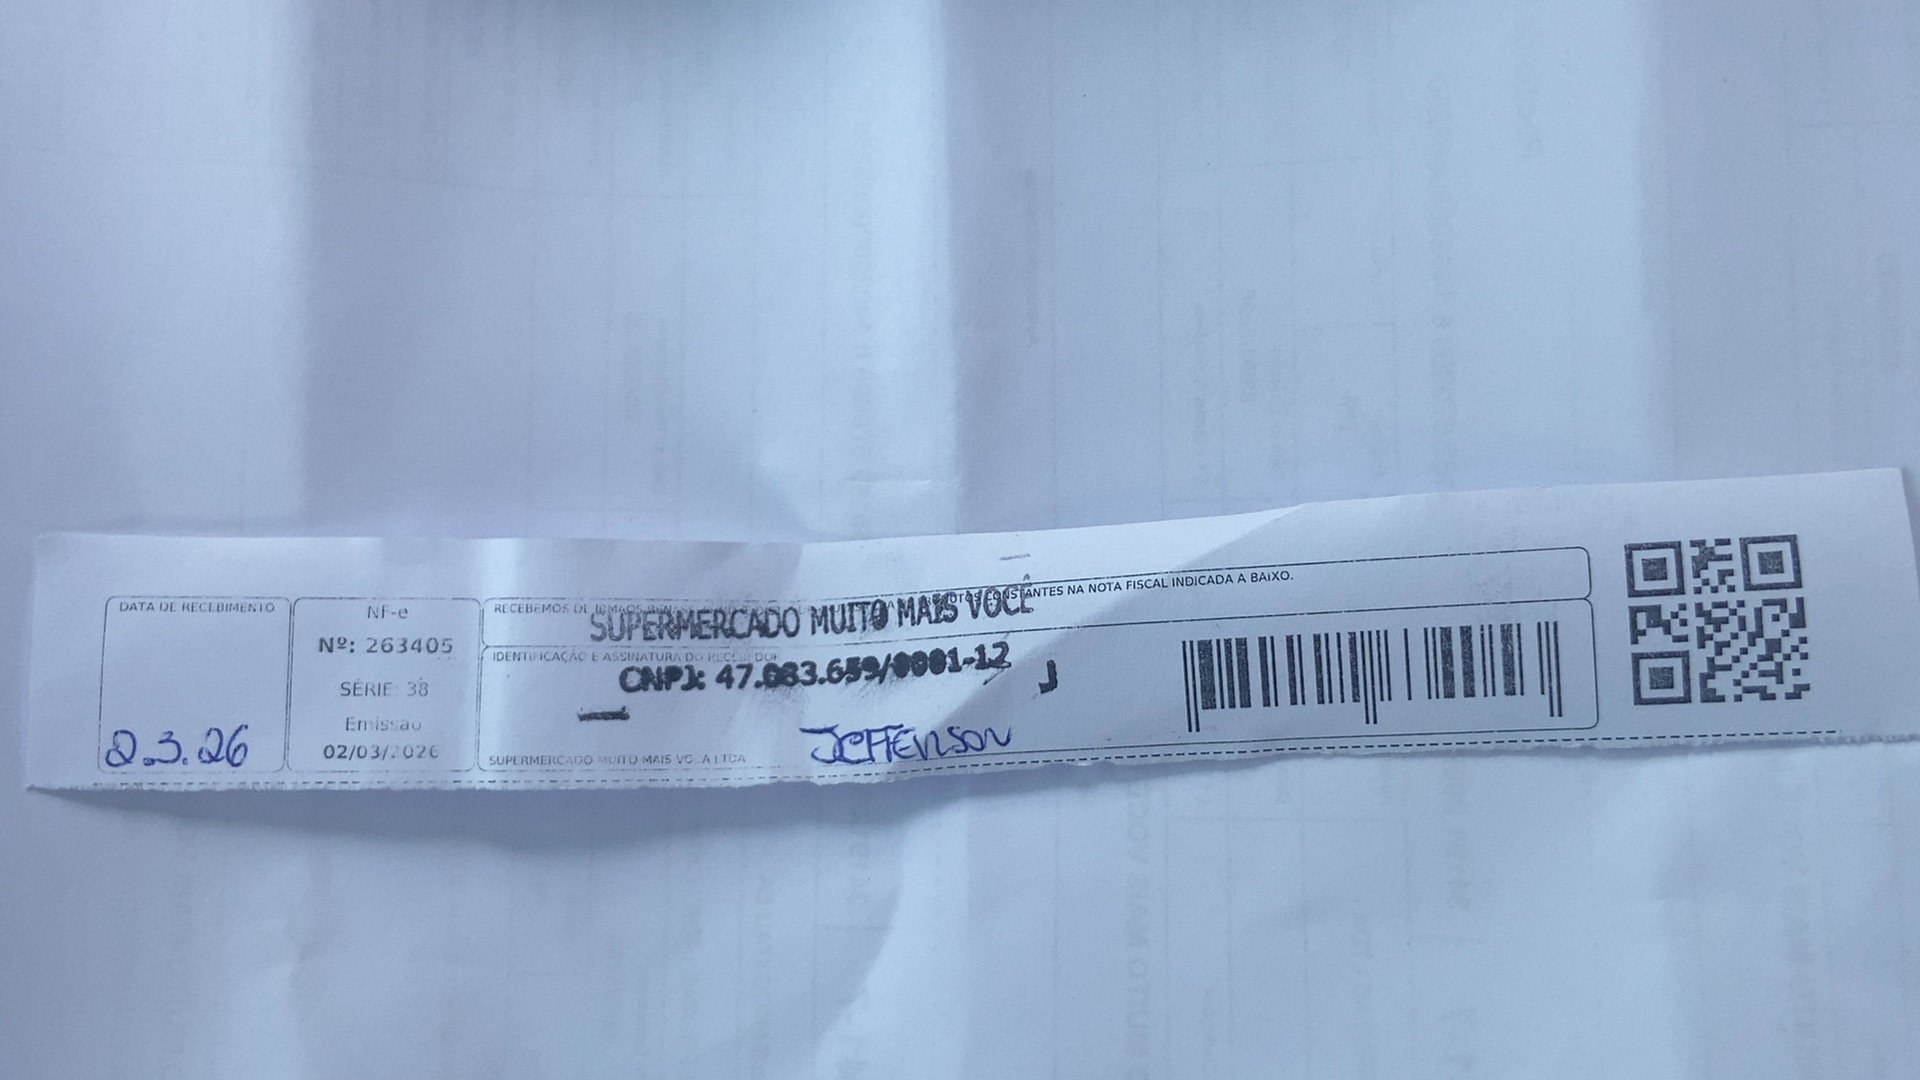 DATA DE RECEBIMENTO
2.3.26
NF-e
Nº: 263405
SÉRIE: 38
Emissão
02/03/2026
RECEBEMOS DE IRMAOS CONSTANTES NA NOTA FISCAL INDICADA A BAIXO.
SUPERMERCADO MUITO MAIS VOCÊ
IDENTIFICAÇÃO E ASSINATURA DO RECEBEDOR
CNPJ: 47.083.659/0001-12
JEFFERSON
SUPERMERCADO MUITO MAIS VOCA LTDA